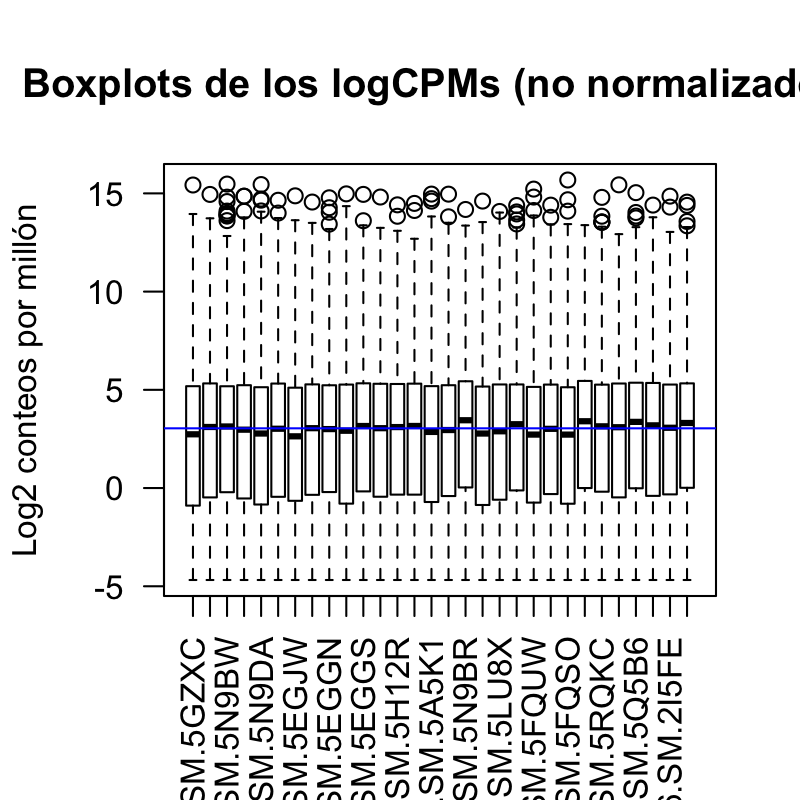 Boxplots de los logCPMs (no normalizad
Log2 conteos por millón
15
10
5
0
-5
SM.5GZXC
SM.5N9BW
SM.5N9DA
SM.5EGJW
SM.5EGGN
SM.5EGGS
SM.5H12R
.SM.5A5K1
SM.5N9BR
SM.5LU8X
SM.5FQUW
SM.5FQSO
SM.5RQKC
SM.5Q5B6
.SM.2I5FE